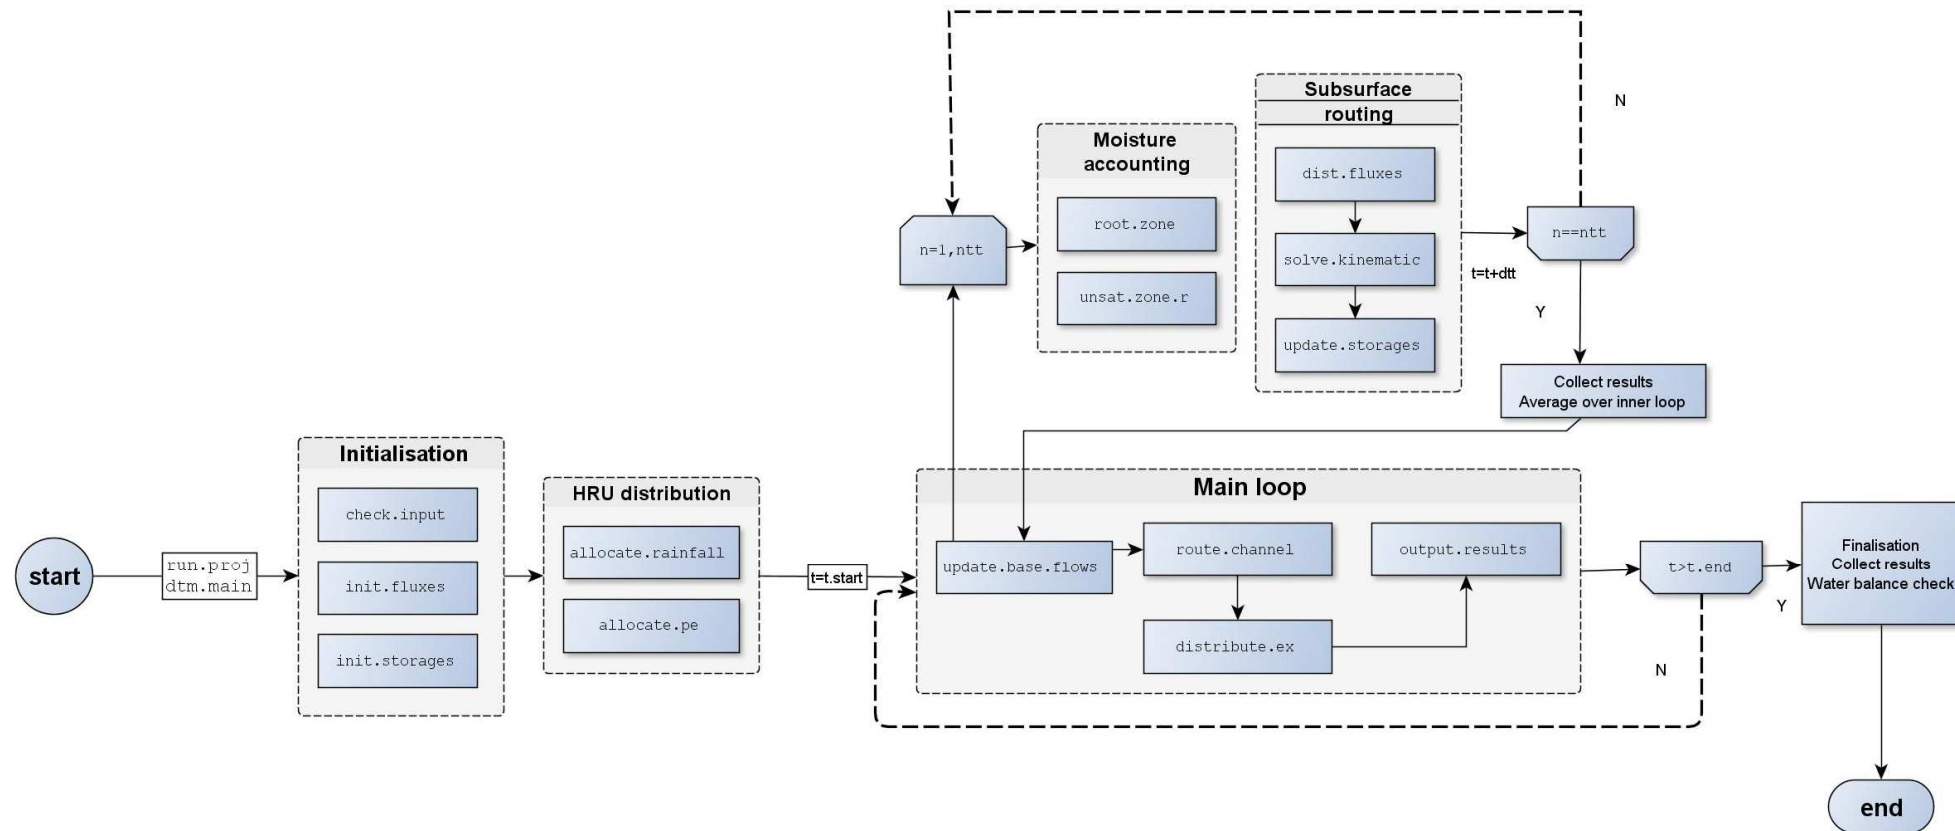 N
Subsurface
routing
Moisture
accounting
dist.fluxes
root.zone
n=1,ntt
n==ntt
solve.kinematic
t=t+dtt
unsat.zone.r
Y
update.storages
Collect results
Average over inner loop
Initialisation
check.input
init.fluxes
init.storages
HRU distribution
allocate.rainfall
allocate.pe
start
run.proj
dtm.main
t=t.start
Main loop
update.base.flows
route.channel
output.results
distribute.ex
t>t.end
Y
N
Finalisation
Collect results
Water balance check
end